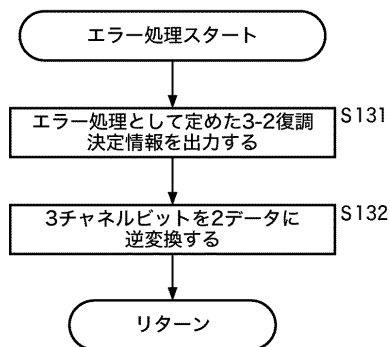 エラー処理スタート
エラー処理として定めた3-2復調
決定情報を出力する
S131
3チャネルビットを2データに
逆変換する
S132
リターン